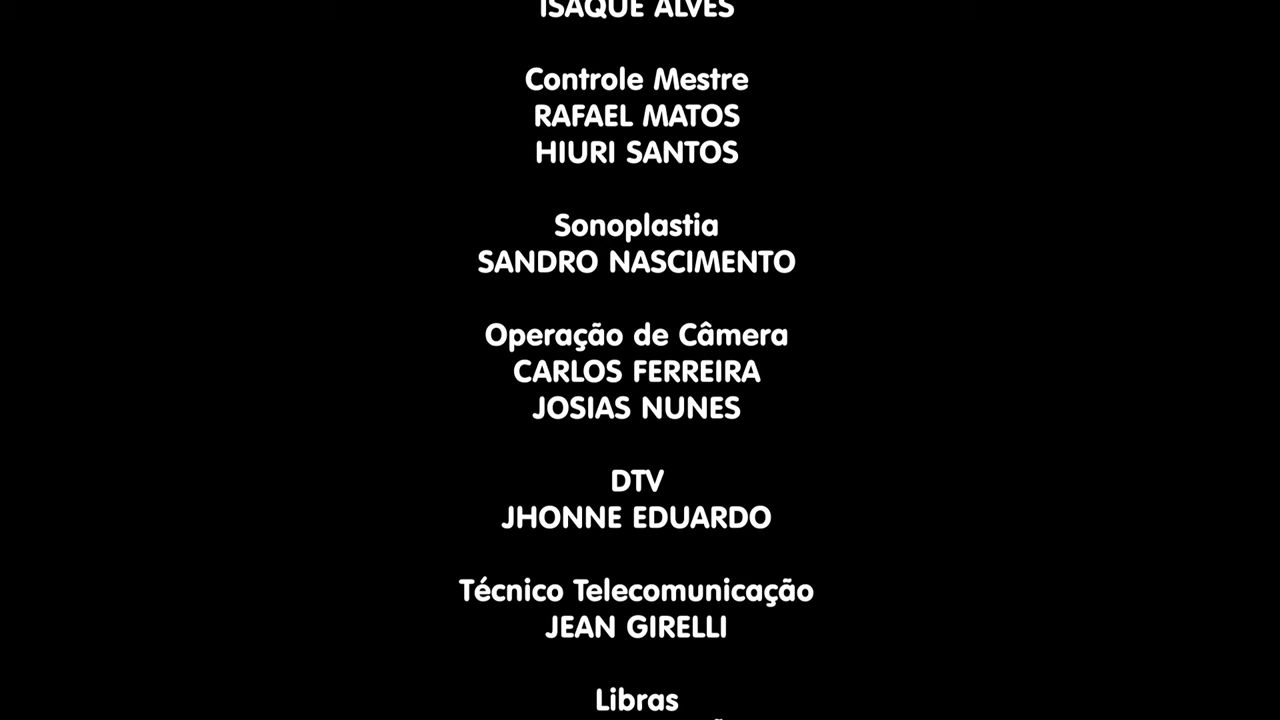 ISAQUE ALVES
Controle Mestre
RAFAEL MATOS
HIURI SANTOS
Sonoplastia
SANDRO NASCIMENTO
Operação de Câmera
CARLOS FERREIRA
JOSIAS NUNES
DTV
JHONNE EDUARDO
Técnico Telecomunicação
JEAN GIRELLI
Libras